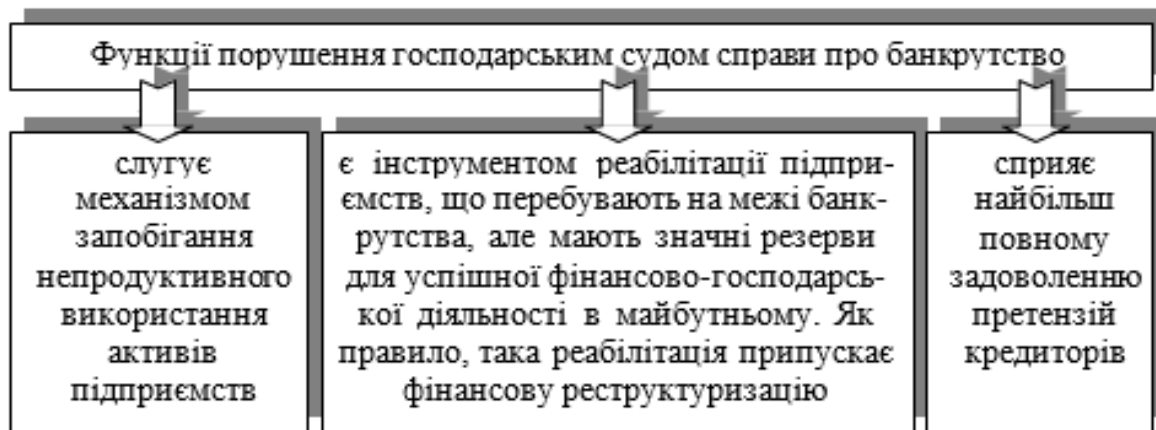 Функції порушення господарським судом справи про банкрутство
слугує
механізмом
запобігання
непродуктивного
використання
активів
підприємств
є інструментом реабілітації підпри-
ємств, що перебувають на межі банк-
рутства, але мають значні резерви
для успішної фінансово-господарсь-
кої діяльності в майбутньому. Як
правило, така реабілітація припускає
фінансову реструктуризацію
сприяє
найбільш
повному
задоволенню
претензій
кредиторів